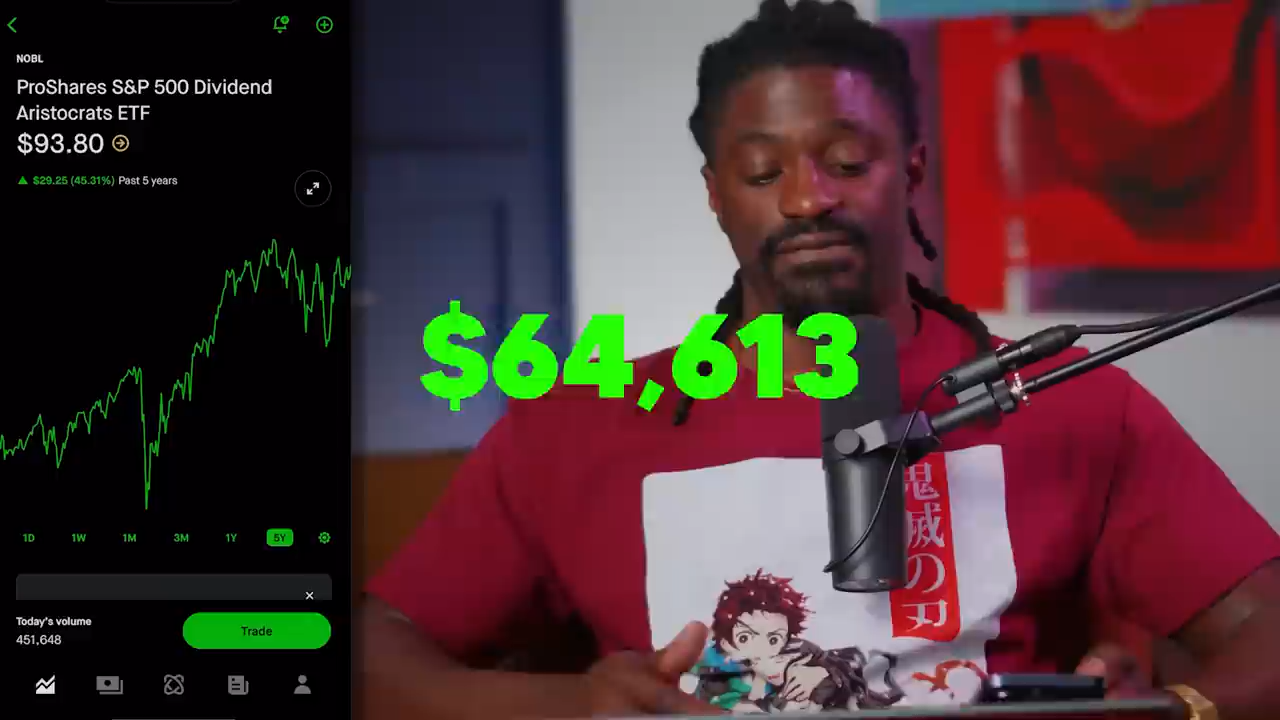 NOBL
ProShares S&P 500 Dividend
Aristocrats ETF
$93.80
$29.25 (45.31%) Past 5 years
1D 1W 1M 3M 1Y 5Y
Today's volume
451,648
Trade
$64,613
鬼滅の刃